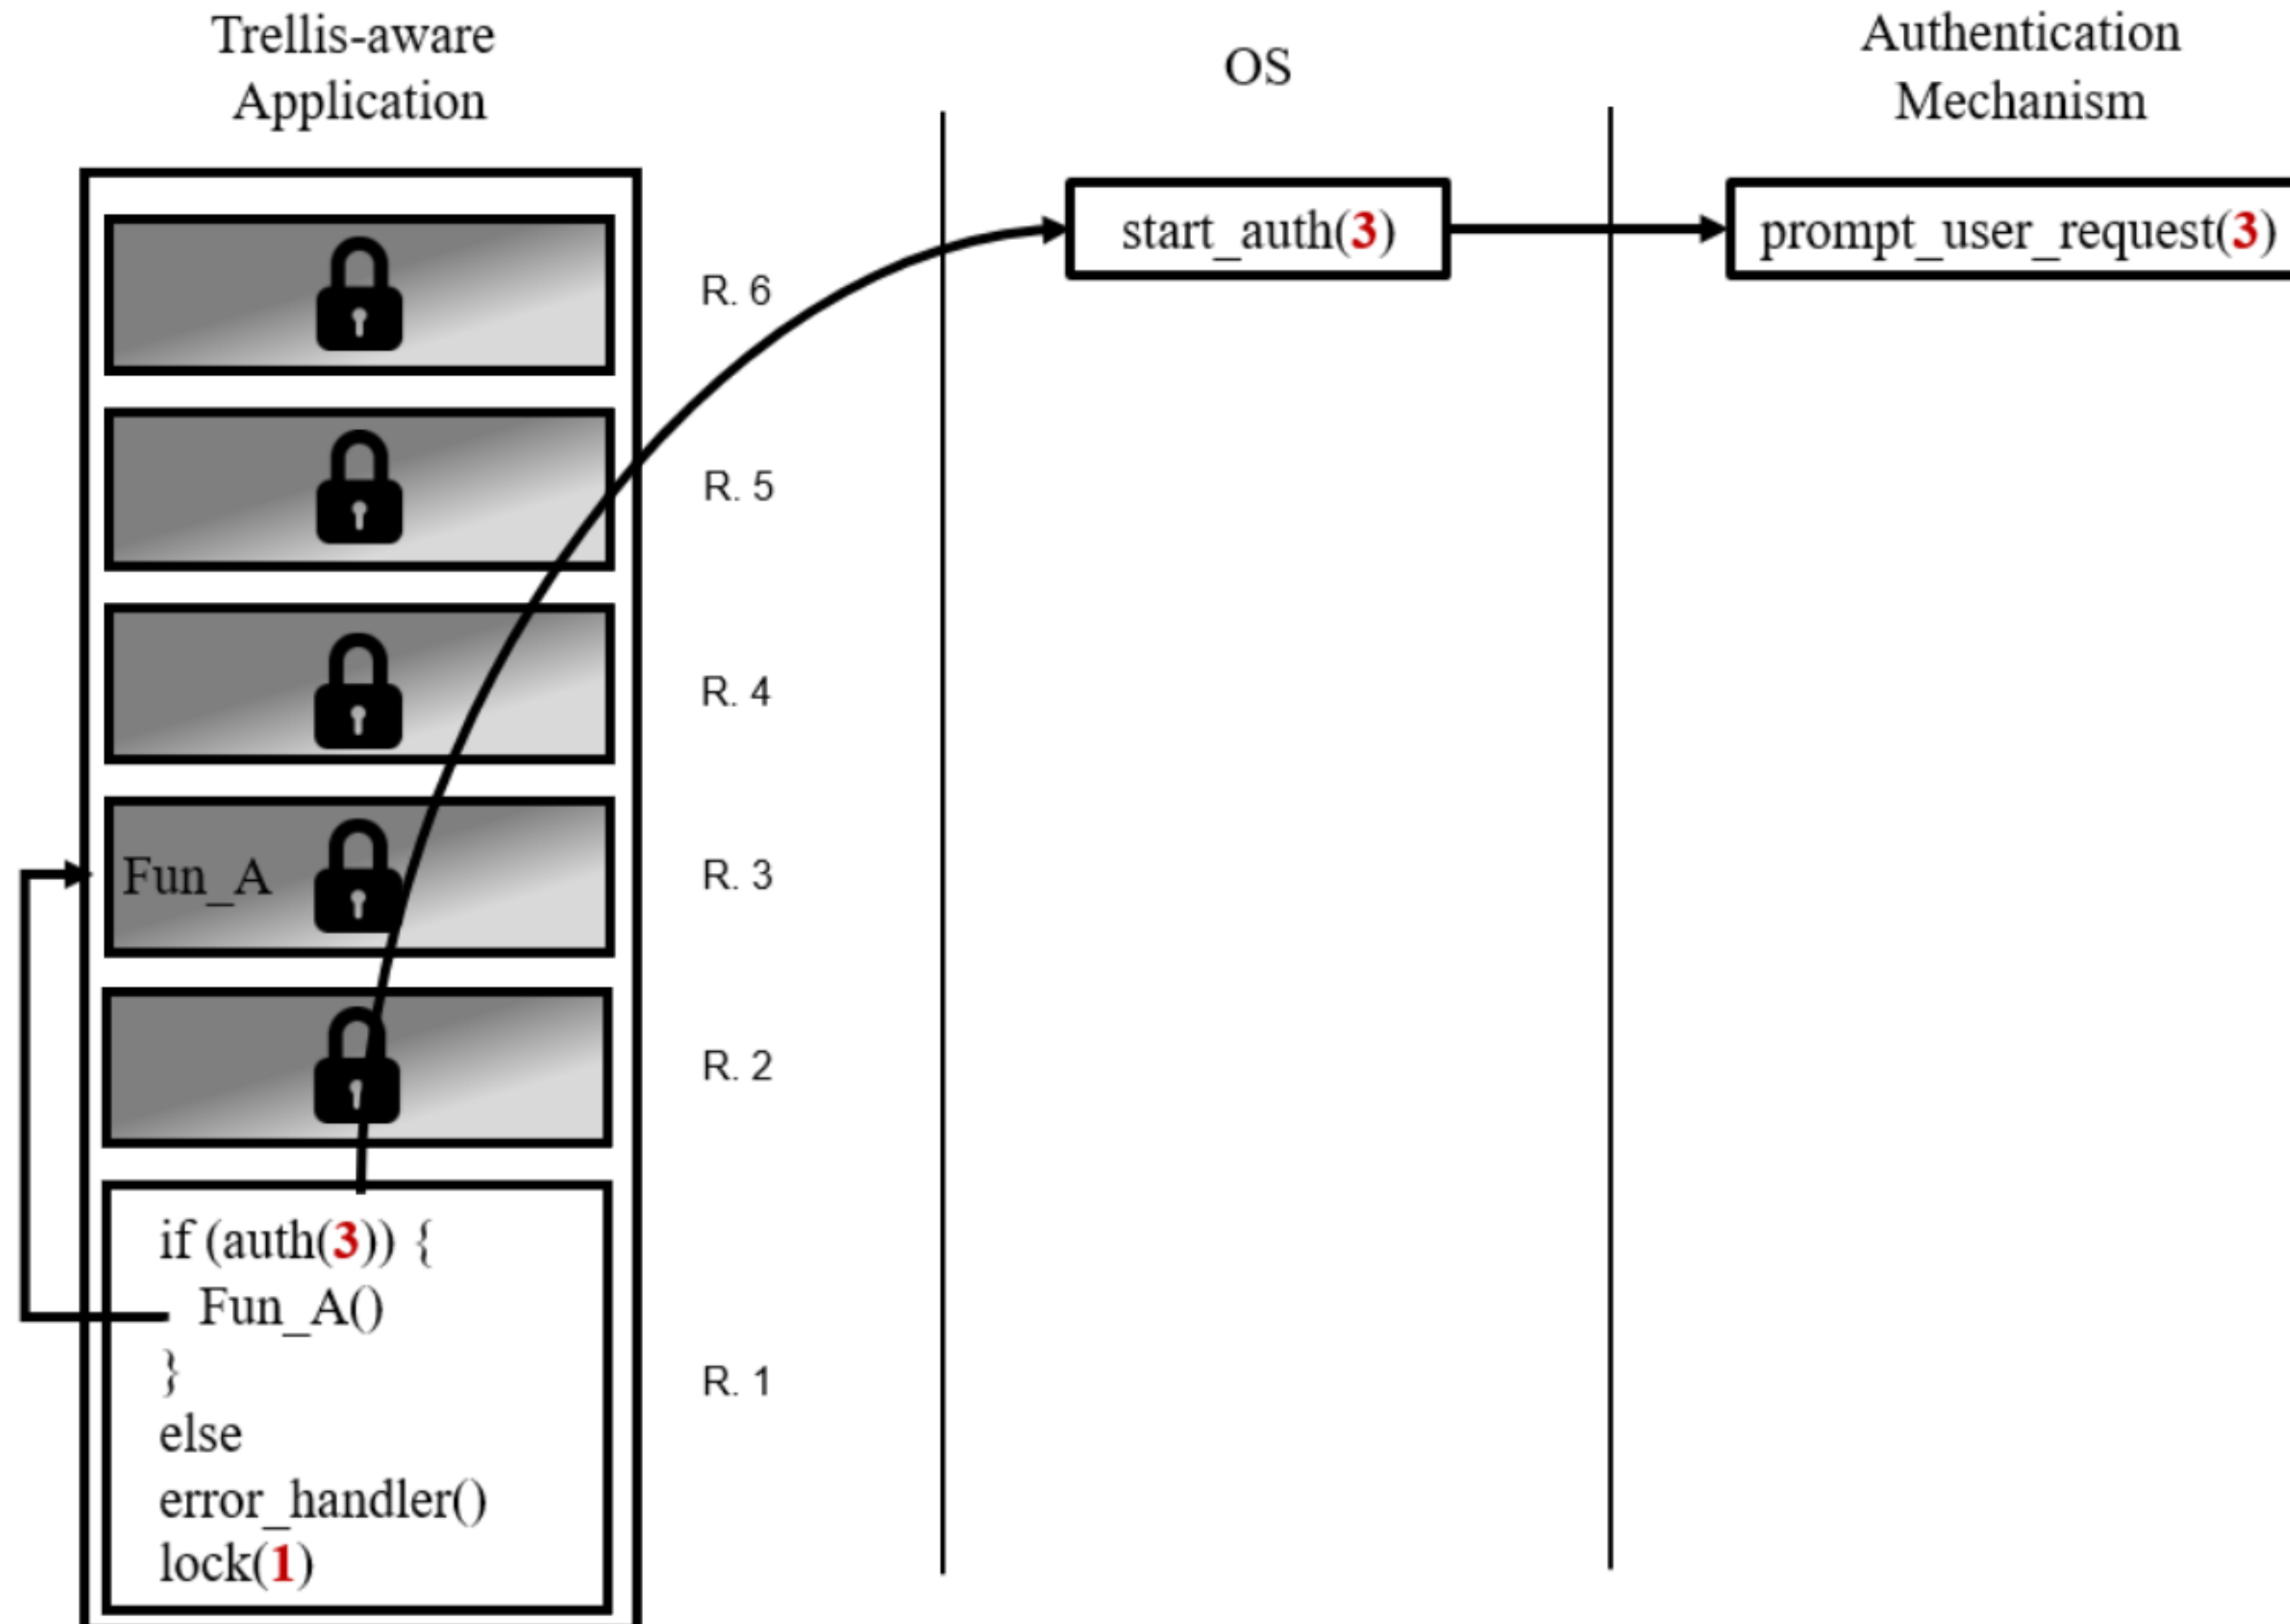 Trellis-aware
Application
OS
Authentication
Mechanism
start_auth(3)
prompt_user_request(3)
R. 6
R. 5
R. 4
Fun_A
R. 3
R. 2
if (auth(3)) {
Fun_A()
}
else
error_handler()
lock(1)
R. 1